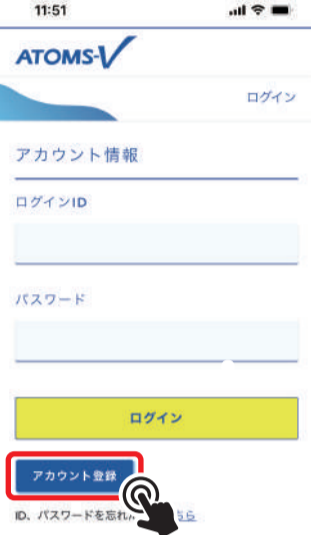 11:51
ATOMS-V
ログイン
アカウント情報
ログインID
パスワード
ログイン
アカウント登録
ID、パスワードを忘れ
ちら